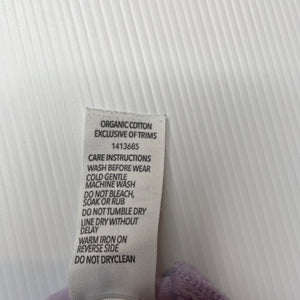 ORGANIC COTTON
EXCLUSIVE OF TRIMS
1413685
CARE INSTRUCTIONS
WASH BEFORE WEAR
COLD GENTLE
MACHINE WASH
DO NOT BLEACH,
SOAK OR RUB
DO NOT TUMBLE DRY
LINE DRY WITHOUT
DELAY
WARM IRON ON
REVERSE SIDE
DO NOT DRYCLEAN